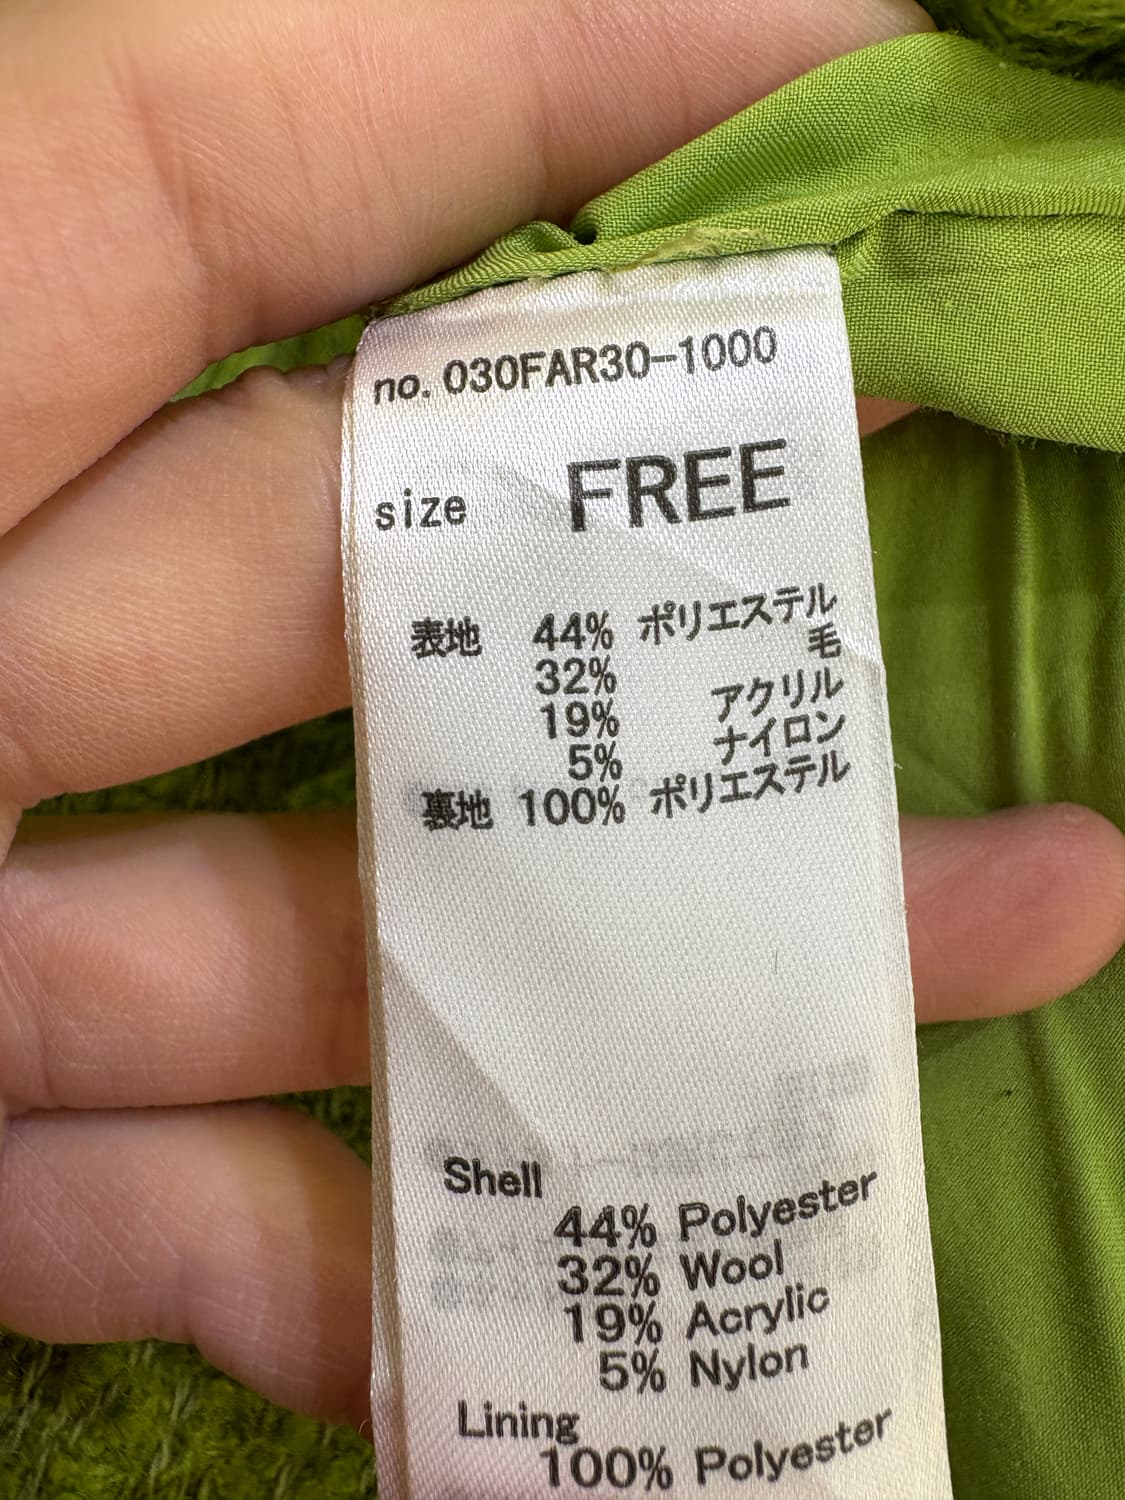 no. 030FAR30-1000
size FREE
表地 44% ポリエステル
32% 毛
19% アクリル
5% ナイロン
裏地 100% ポリエステル
Shell
44% Polyester
32% Wool
19% Acrylic
5% Nylon
Lining
100% Polyester